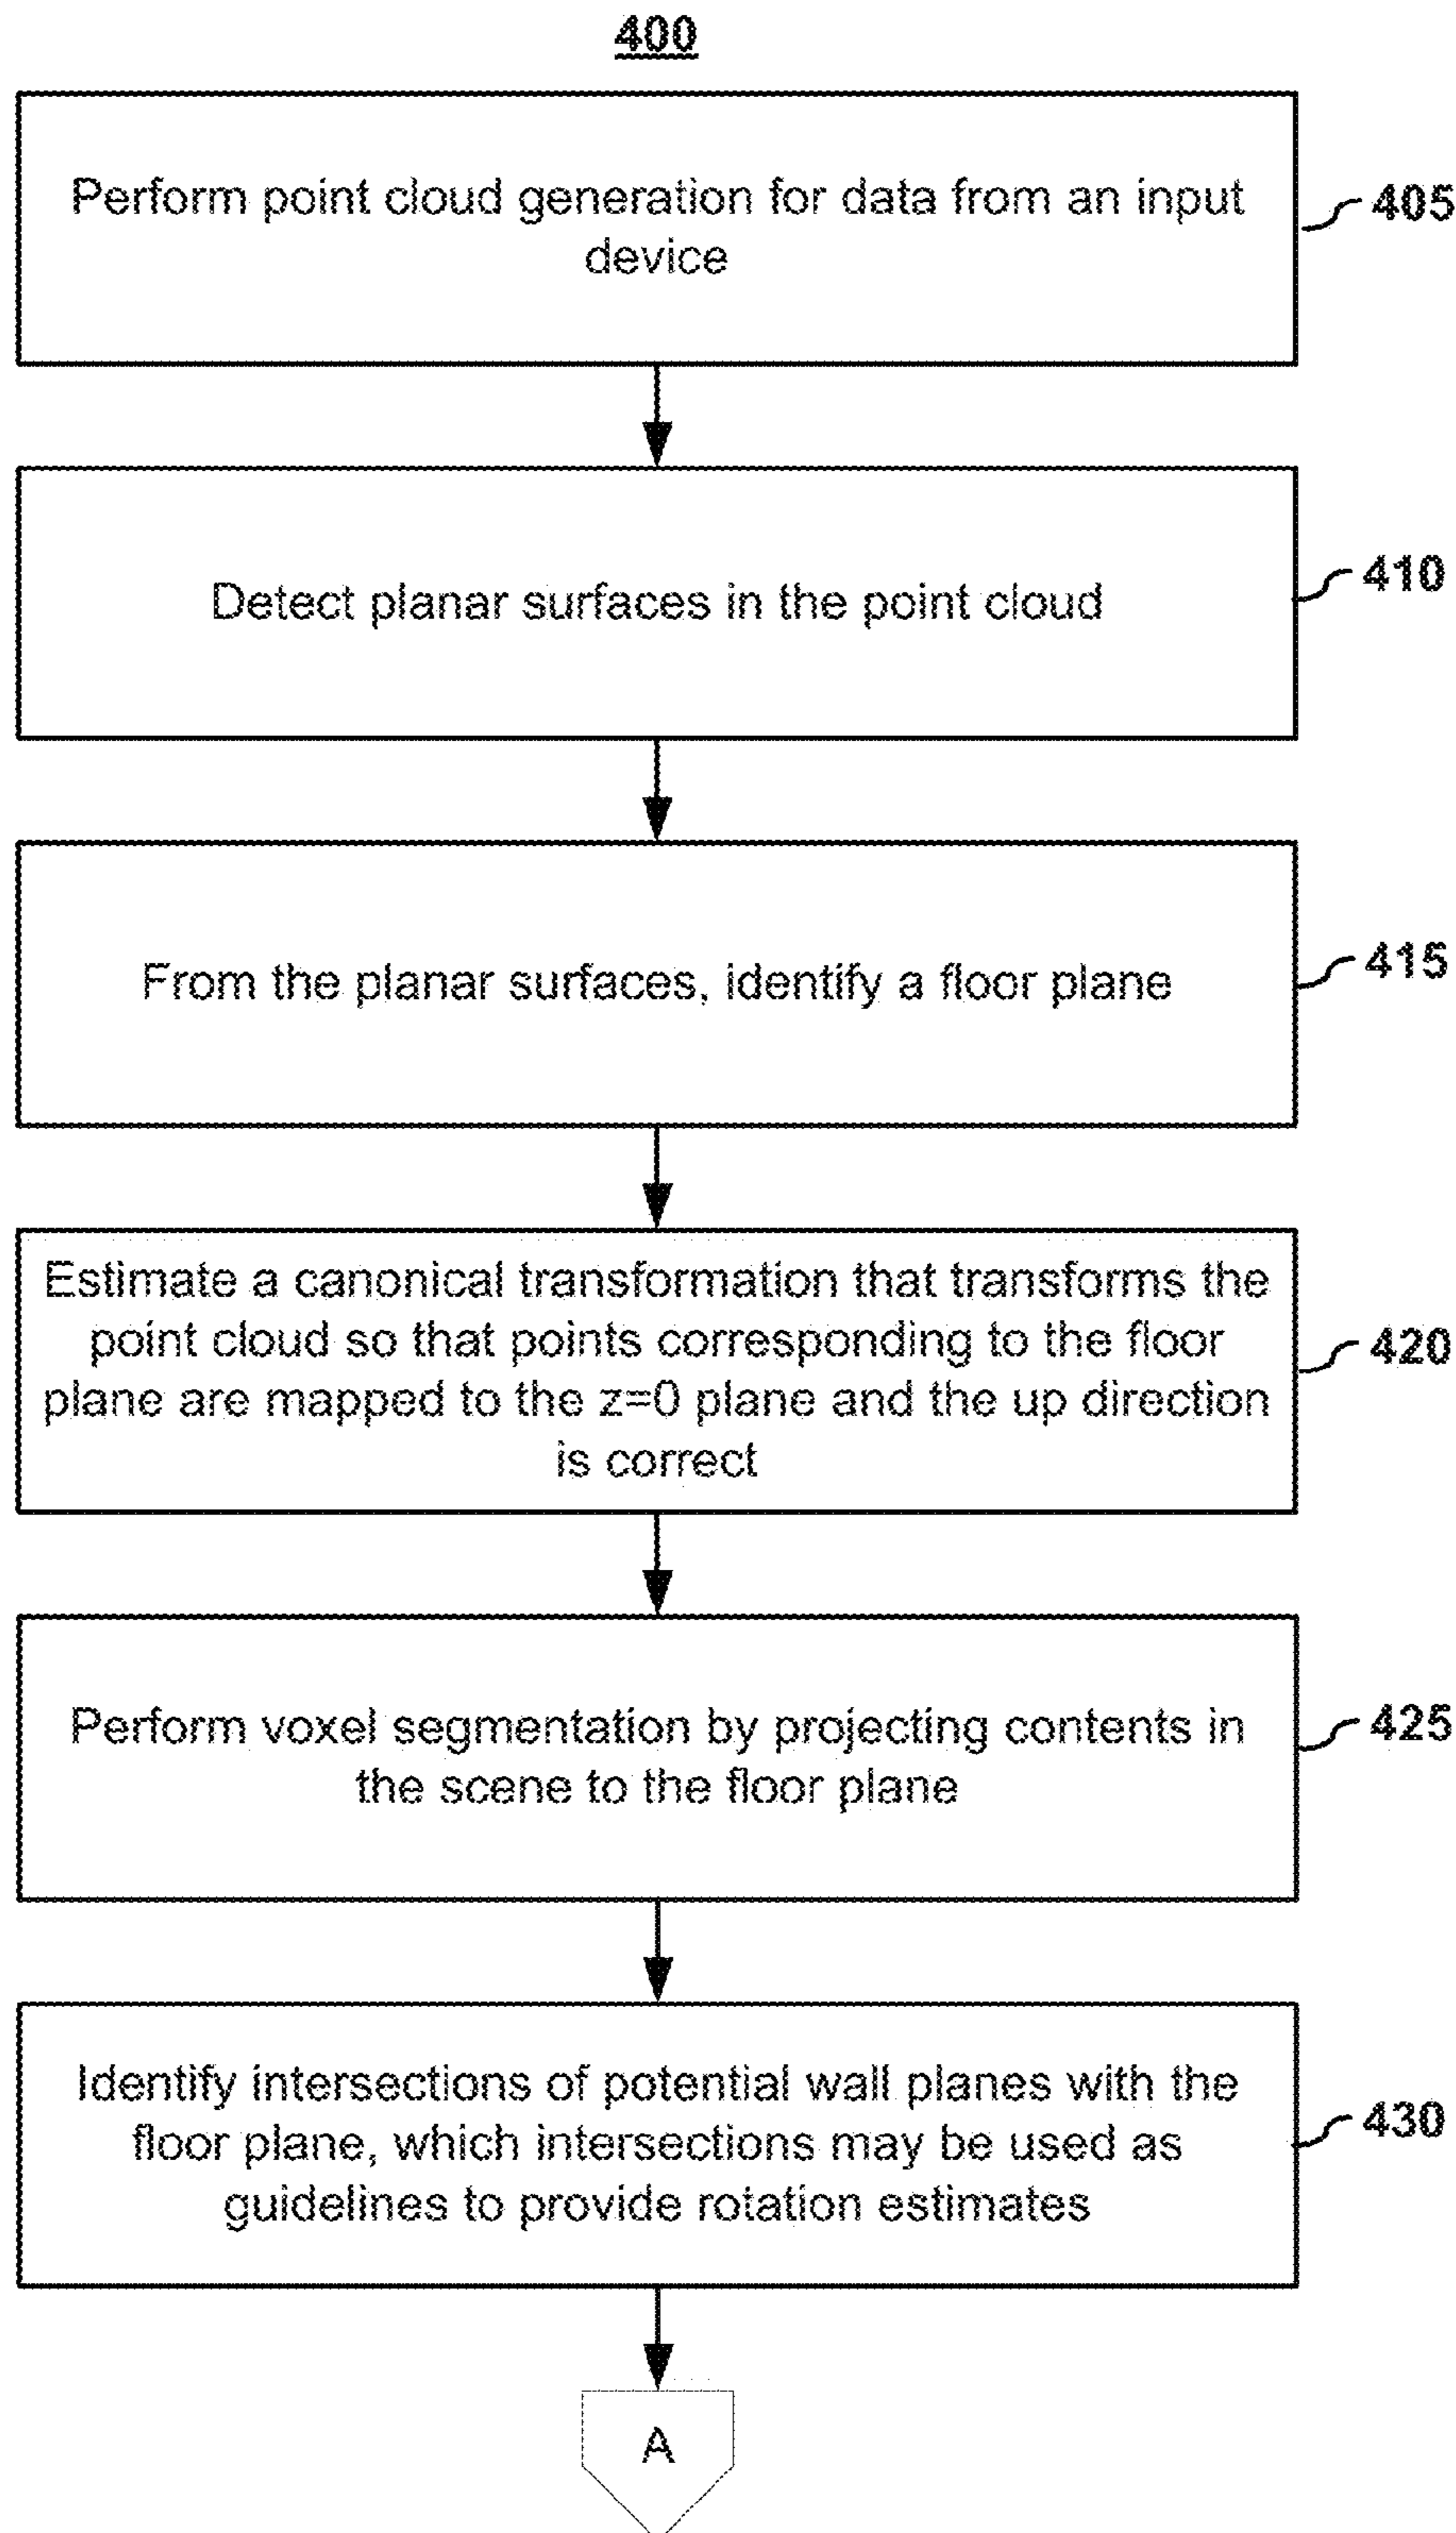 400
Perform point cloud generation for data from an input
device
405
Detect planar surfaces in the point cloud
410
From the planar surfaces, identify a floor plane
415
Estimate a canonical transformation that transforms the
point cloud so that points corresponding to the floor
plane are mapped to the z=0 plane and the up direction
is correct
420
Perform voxel segmentation by projecting contents in
the scene to the floor plane
425
Identify intersections of potential wall planes with the
floor plane, which intersections may be used as
guidelines to provide rotation estimates
430
A